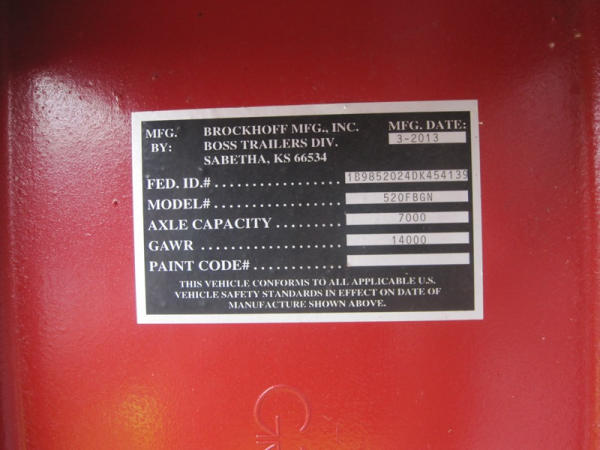 MFG. BROCKHOFF MFG., INC. MFG. DATE:
BY: BOSS TRAILERS DIV. 3-2013
SABETHA, KS 66534
FED. ID.# . . . . . . . . . . . . . . . 1B9852024DK454139
MODEL# . . . . . . . . . . . . . . . . 520FBGN
AXLE CAPACITY . . . . . . . . 7000
GAWR . . . . . . . . . . . . . . . . . 14000
PAINT CODE# . . . . . . . . . . .
THIS VEHICLE CONFORMS TO ALL APPLICABLE U.S.
VEHICLE SAFETY STANDARDS IN EFFECT ON DATE OF
MANUFACTURE SHOWN ABOVE.